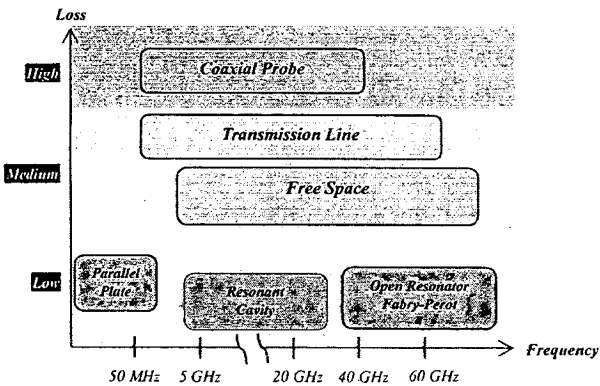 Loss
High
Coaxial Probe
Transmission Line
Medium
Free Space
Low
Parallel
Plate
Resonant
Cavity
Open Resonator
Fabry-Perot
Frequency
50 MHz
5 GHz
20 GHz
40 GHz
60 GHz